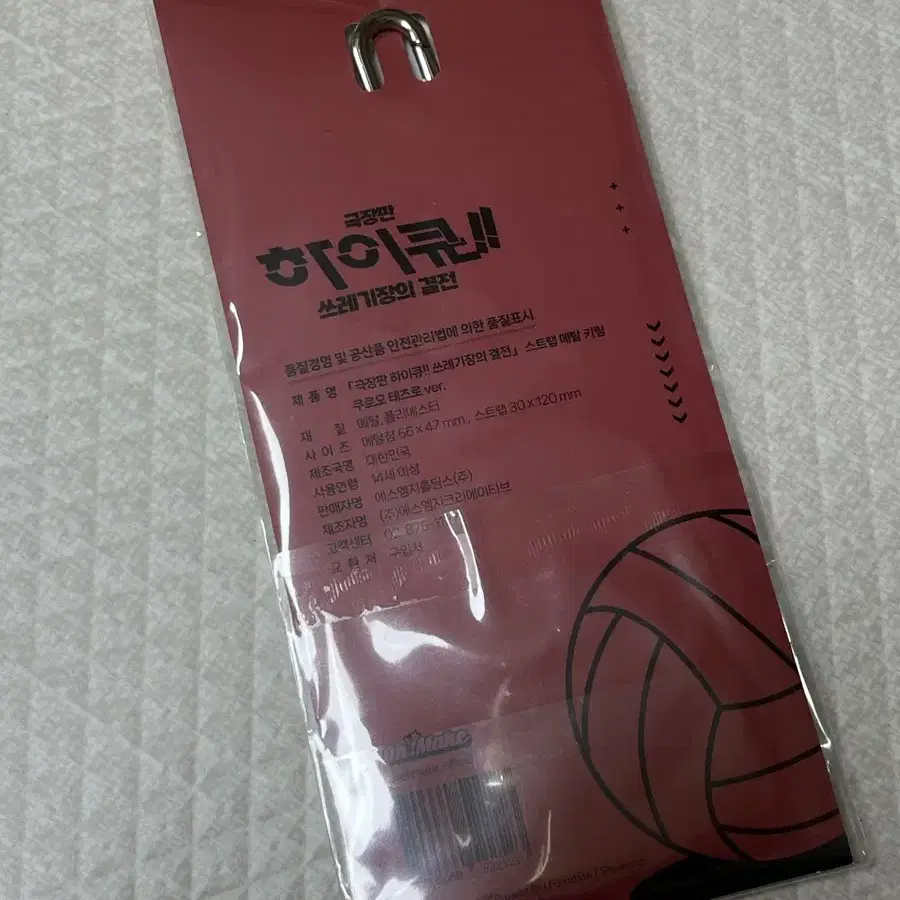 극장판
하이큐!!
쓰레기장의 결전
품질경영 및 공산품 안전관리법에 의한 품질표시
제 품 명 「극장판 하이큐!! 쓰레기장의 결전」 스트랩 메탈 키링
쿠로오 테츠로 ver.
재 질 메탈, 폴리에스터
사 이 즈 메탈참 55 x 47 mm , 스트랩 30 x 120 mm
제조국명 대한민국
사용연령 14세 이상
판매자명 에스엠지홀딩스(주)
제조자명 (주)에스엠지크리에이티브
고객센터 02-875-
교 환 처 구입처
Make